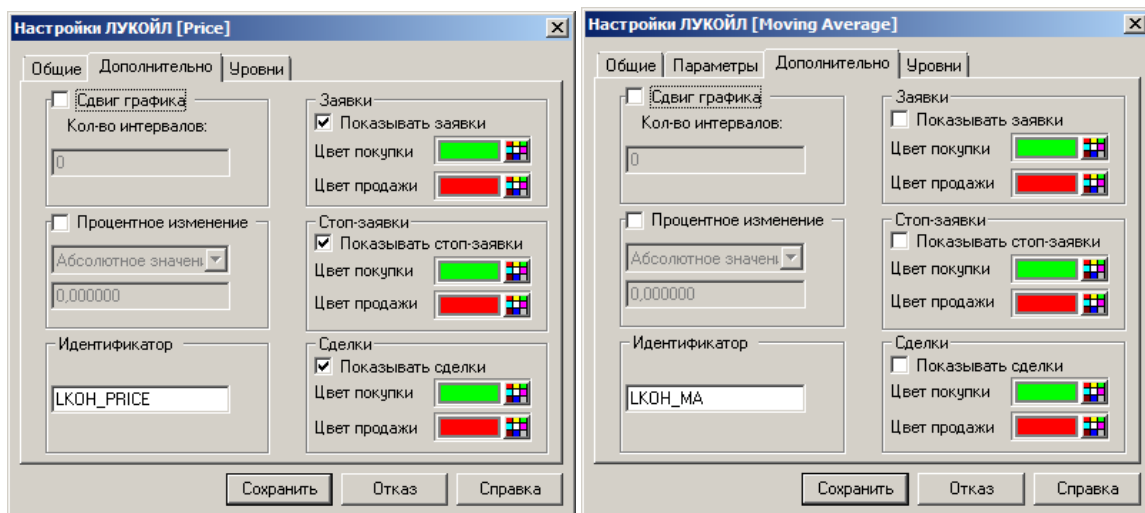 Настройки ЛУКОЙЛ [Price]
Общие Дополнительно Уровни
Сдвиг графика
Кол-во интервалов:
0
Процентное изменение
Абсолютное значени
0,000000
Идентификатор
LKOH_PRICE
Заявки
Показывать заявки
Цвет покупки
Цвет продажи
Стоп-заявки
Показывать стоп-заявки
Цвет покупки
Цвет продажи
Сделки
Показывать сделки
Цвет покупки
Цвет продажи
Сохранить Отказ Справка
Настройки ЛУКОЙЛ [Moving Average]
Общие Параметры Дополнительно Уровни
Сдвиг графика
Кол-во интервалов:
0
Процентное изменение
Абсолютное значени
0,000000
Идентификатор
LKOH_MA
Заявки
Показывать заявки
Цвет покупки
Цвет продажи
Стоп-заявки
Показывать стоп-заявки
Цвет покупки
Цвет продажи
Сделки
Показывать сделки
Цвет покупки
Цвет продажи
Сохранить Отказ Справка